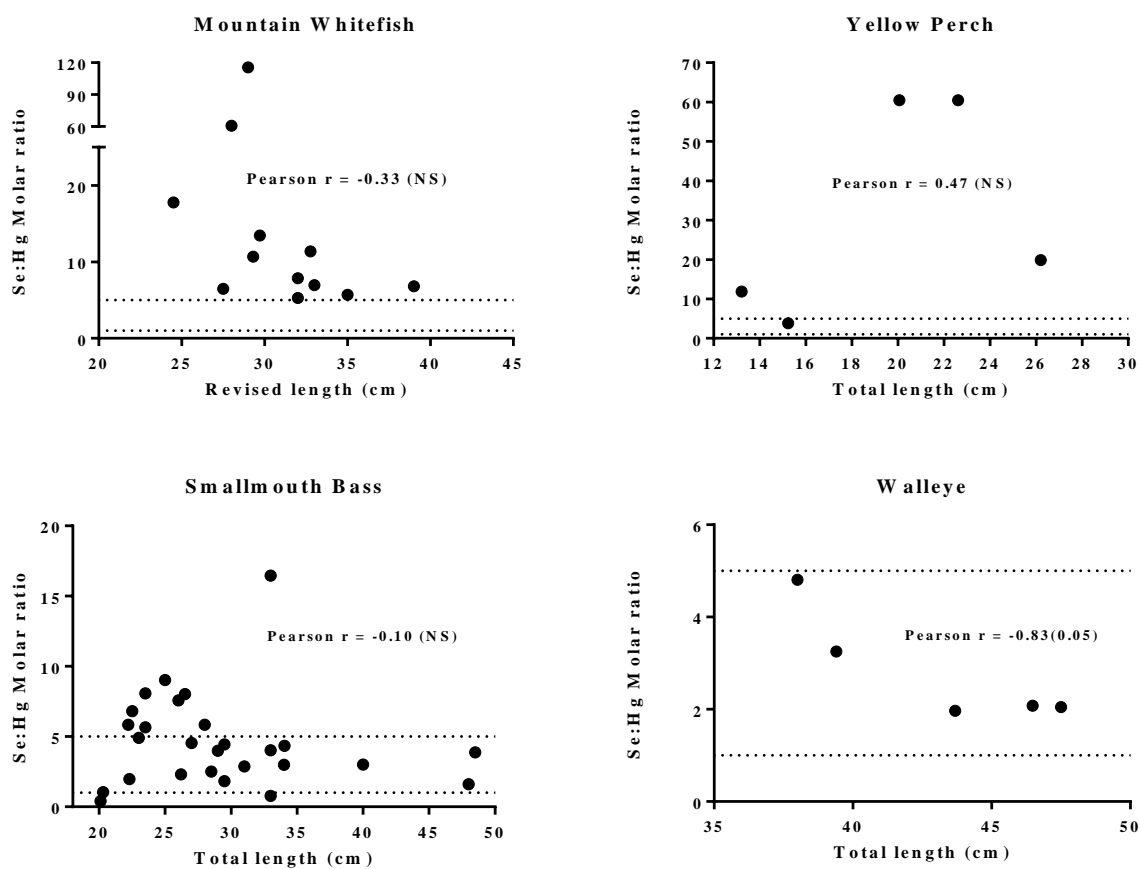 Mountain Whitefish
Se:Hg Molar ratio
120
90
60
20
10
0
Pearson r = -0.33 (NS)
20 25 30 35 40 45
Revised length (cm)
Yellow Perch
Se:Hg Molar ratio
70
60
50
40
30
20
10
0
Pearson r = 0.47 (NS)
12 14 16 18 20 22 24 26 28 30
Total length (cm)
Smallmouth Bass
Se:Hg Molar ratio
20
15
10
5
0
Pearson r = -0.10 (NS)
20 25 30 35 40 45 50
Total length (cm)
Walleye
Se:Hg Molar ratio
6
4
2
0
Pearson r = -0.83(0.05)
35 40 45 50
Total length (cm)